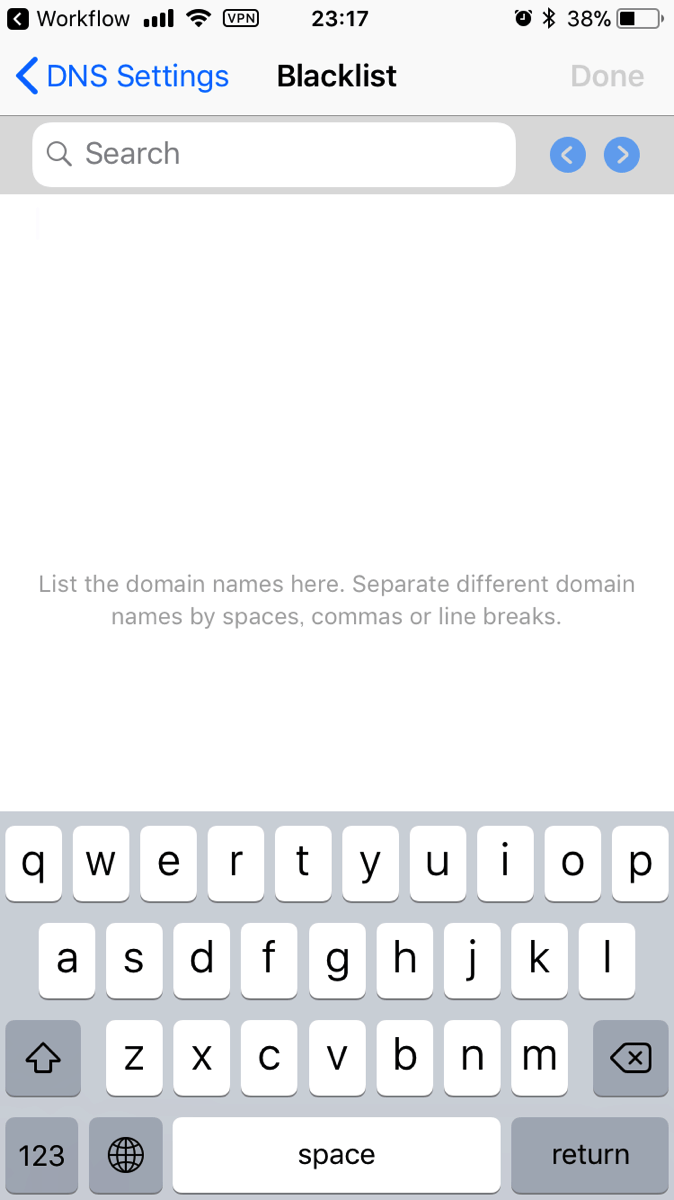 Workflow VPN 23:17 38%
DNS Settings Blacklist Done
Search
List the domain names here. Separate different domain
names by spaces, commas or line breaks.
q w e r t y u i o p
a s d f g h j k l
z x c v b n m
123 space return